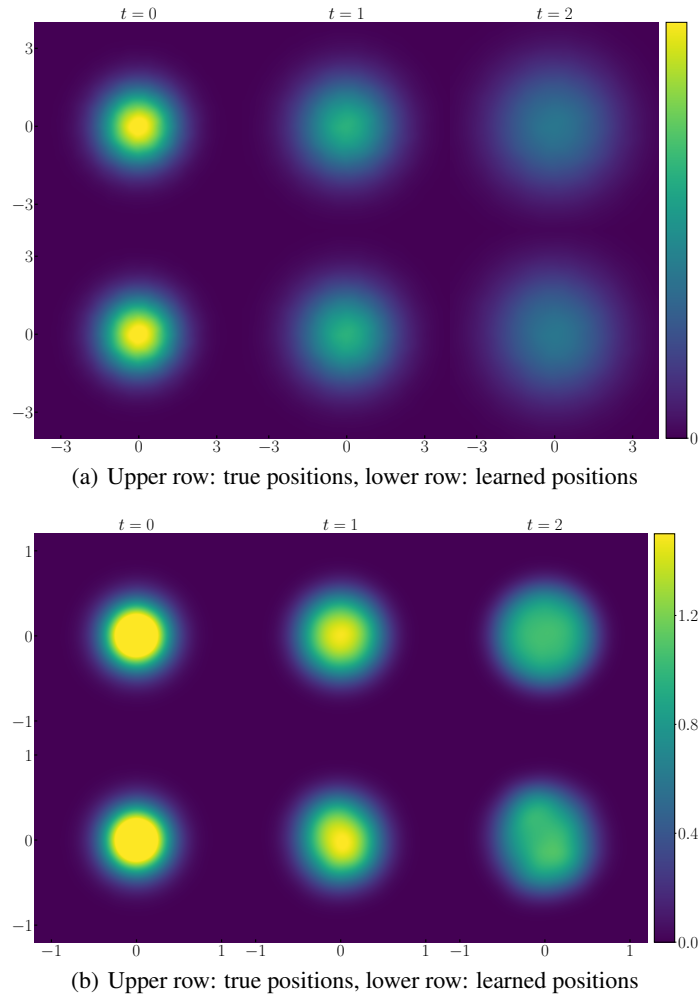 t = 0 t = 1 t = 2
3
0
−3
3
0
−3
0
−3 0 3 −3 0 3 −3 0 3
(a) Upper row: true positions, lower row: learned positions
t = 0 t = 1 t = 2
1
0
−1
1
0
−1
1.2
0.8
0.4
0.0
−1 0 1 −1 0 1 −1 0 1
(b) Upper row: true positions, lower row: learned positions